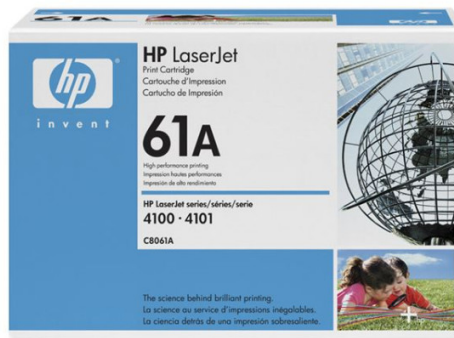 61A
HP LaserJet
Print Cartridge
Cartouche d'Impression
Cartucho de Impresión
hp
invent
61A
High performance printing
Impression hautes performances
Impresión de alto rendimiento
HP LaserJet series/séries/serie
4100 · 4101
C8061A
The science behind brilliant printing.
La science au service d'impressions inégalables.
La ciencia detrás de una impresión sobresaliente.
+
hp